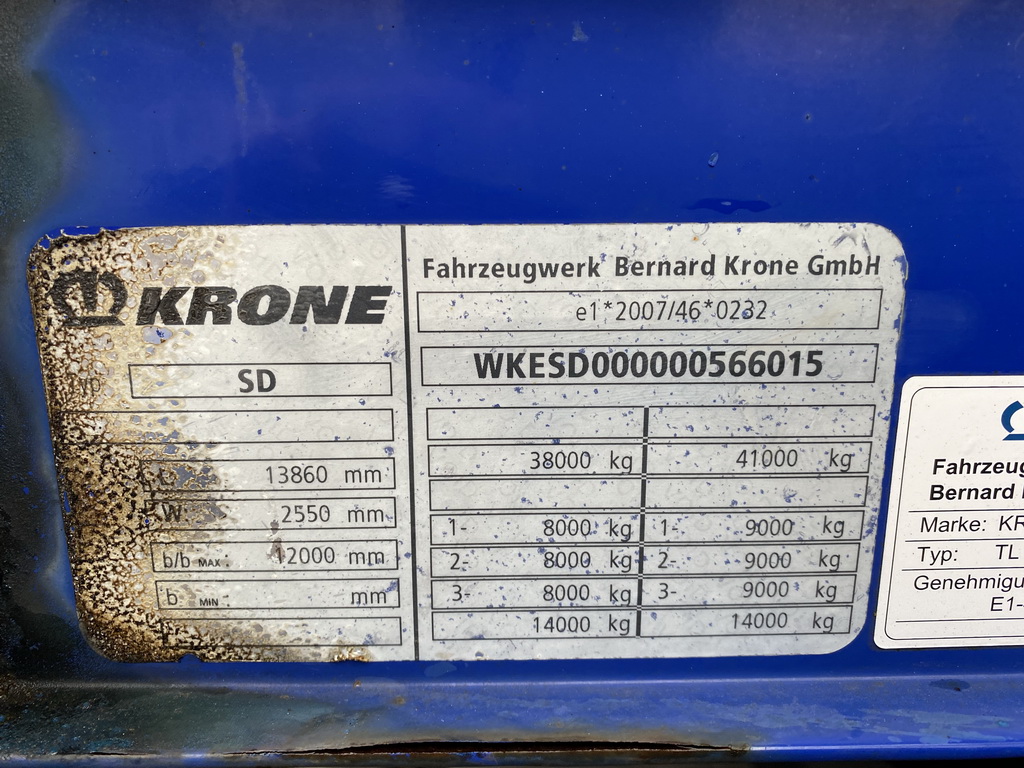 KRONE
Typ
SD
L
13860 mm
W
2550 mm
b/b MAX:
12000 mm
b MIN:
mm
Fahrzeugwerk Bernard Krone GmbH
e1*2007/46*0232
WKESD000000566015
38000 kg 41000 kg
1- 8000 kg 1- 9000 kg
2- 8000 kg 2- 9000 kg
3- 8000 kg 3- 9000 kg
14000 kg 14000 kg
Fahrzeug
Bernard
Marke: KR
Typ: TL
Genehmigu
E1-